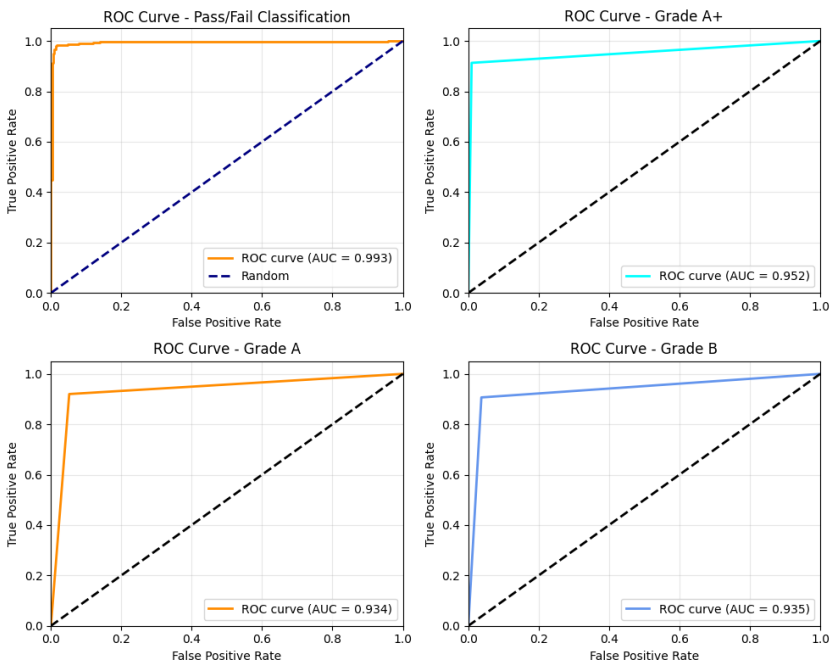 ROC Curve - Pass/Fail Classification
True Positive Rate
1.0
0.8
0.6
0.4
0.2
0.0
ROC curve (AUC = 0.993)
Random
0.0 0.2 0.4 0.6 0.8 1.0
False Positive Rate
ROC Curve - Grade A+
True Positive Rate
1.0
0.8
0.6
0.4
0.2
0.0
ROC curve (AUC = 0.952)
0.0 0.2 0.4 0.6 0.8 1.0
False Positive Rate
ROC Curve - Grade A
True Positive Rate
1.0
0.8
0.6
0.4
0.2
0.0
ROC curve (AUC = 0.934)
0.0 0.2 0.4 0.6 0.8 1.0
False Positive Rate
ROC Curve - Grade B
True Positive Rate
1.0
0.8
0.6
0.4
0.2
0.0
ROC curve (AUC = 0.935)
0.0 0.2 0.4 0.6 0.8 1.0
False Positive Rate